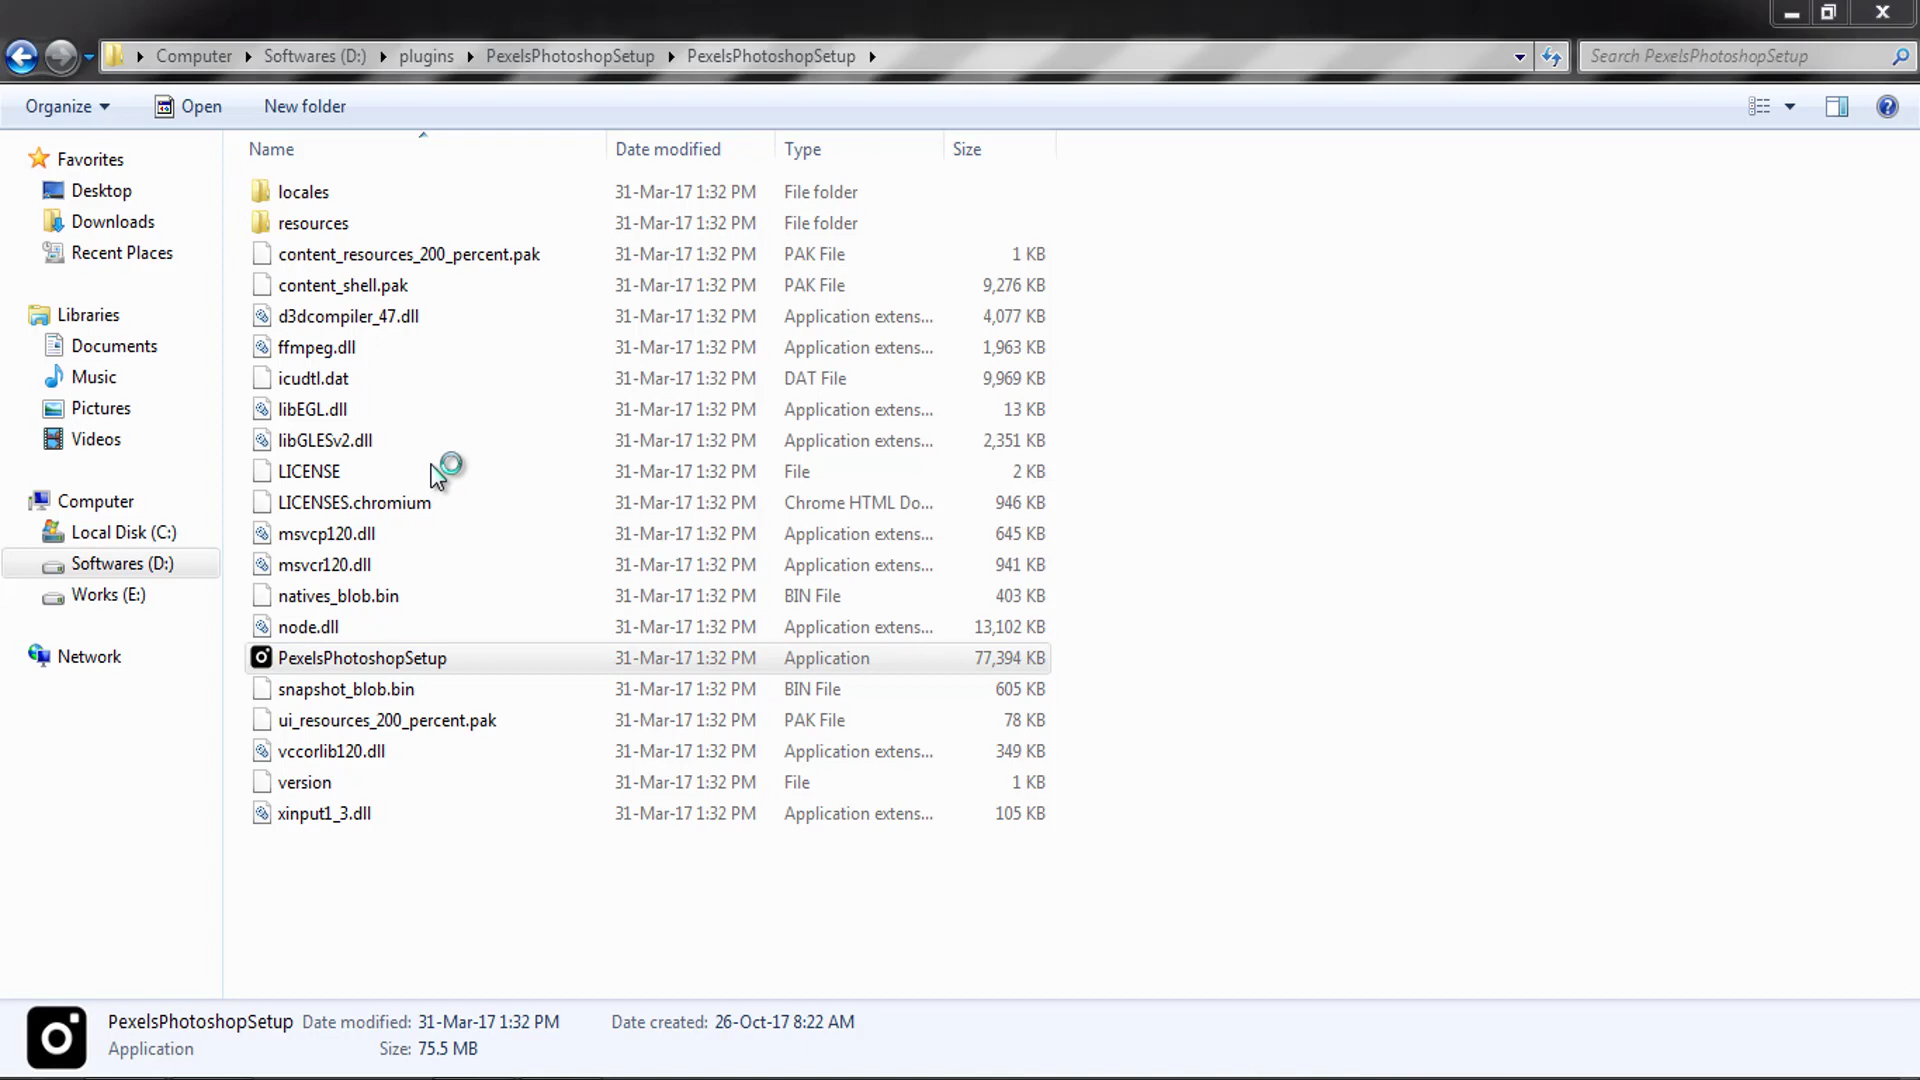 Computer Softwares (D:) plugins PexelsPhotoshopSetup PexelsPhotoshopSetup Search PexelsPhotoshopSetup
Organize Open New folder
Name Date modified Type Size
Favorites
Desktop
Downloads
Recent Places
Libraries
Documents
Music
Pictures
Videos
Computer
Local Disk (C:)
Softwares (D:)
Works (E:)
Network
locales 31-Mar-17 1:32 PM File folder
resources 31-Mar-17 1:32 PM File folder
content_resources_200_percent.pak 31-Mar-17 1:32 PM PAK File 1 KB
content_shell.pak 31-Mar-17 1:32 PM PAK File 9,276 KB
d3dcompiler_47.dll 31-Mar-17 1:32 PM Application extens... 4,077 KB
ffmpeg.dll 31-Mar-17 1:32 PM Application extens... 1,963 KB
icudtl.dat 31-Mar-17 1:32 PM DAT File 9,969 KB
libEGL.dll 31-Mar-17 1:32 PM Application extens... 13 KB
libGLESv2.dll 31-Mar-17 1:32 PM Application extens... 2,351 KB
LICENSE 31-Mar-17 1:32 PM File 2 KB
LICENSES.chromium 31-Mar-17 1:32 PM Chrome HTML Do... 946 KB
msvcp120.dll 31-Mar-17 1:32 PM Application extens... 645 KB
msvcr120.dll 31-Mar-17 1:32 PM Application extens... 941 KB
natives_blob.bin 31-Mar-17 1:32 PM BIN File 403 KB
node.dll 31-Mar-17 1:32 PM Application extens... 13,102 KB
PexelsPhotoshopSetup 31-Mar-17 1:32 PM Application 77,394 KB
snapshot_blob.bin 31-Mar-17 1:32 PM BIN File 605 KB
ui_resources_200_percent.pak 31-Mar-17 1:32 PM PAK File 78 KB
vccorlib120.dll 31-Mar-17 1:32 PM Application extens... 349 KB
version 31-Mar-17 1:32 PM File 1 KB
xinput1_3.dll 31-Mar-17 1:32 PM Application extens... 105 KB
PexelsPhotoshopSetup Date modified: 31-Mar-17 1:32 PM Date created: 26-Oct-17 8:22 AM
Application Size: 75.5 MB